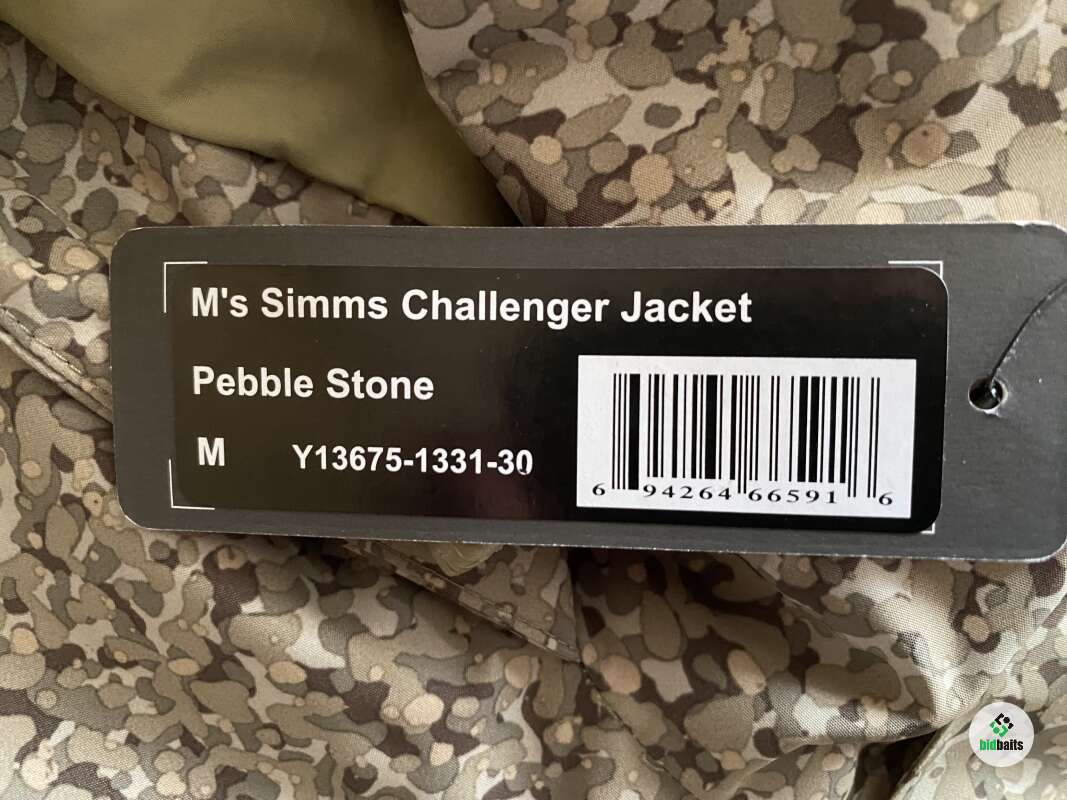 M's Simms Challenger Jacket
Pebble Stone
M Y13675-1331-30
6 94264 66591 6
bidbaits